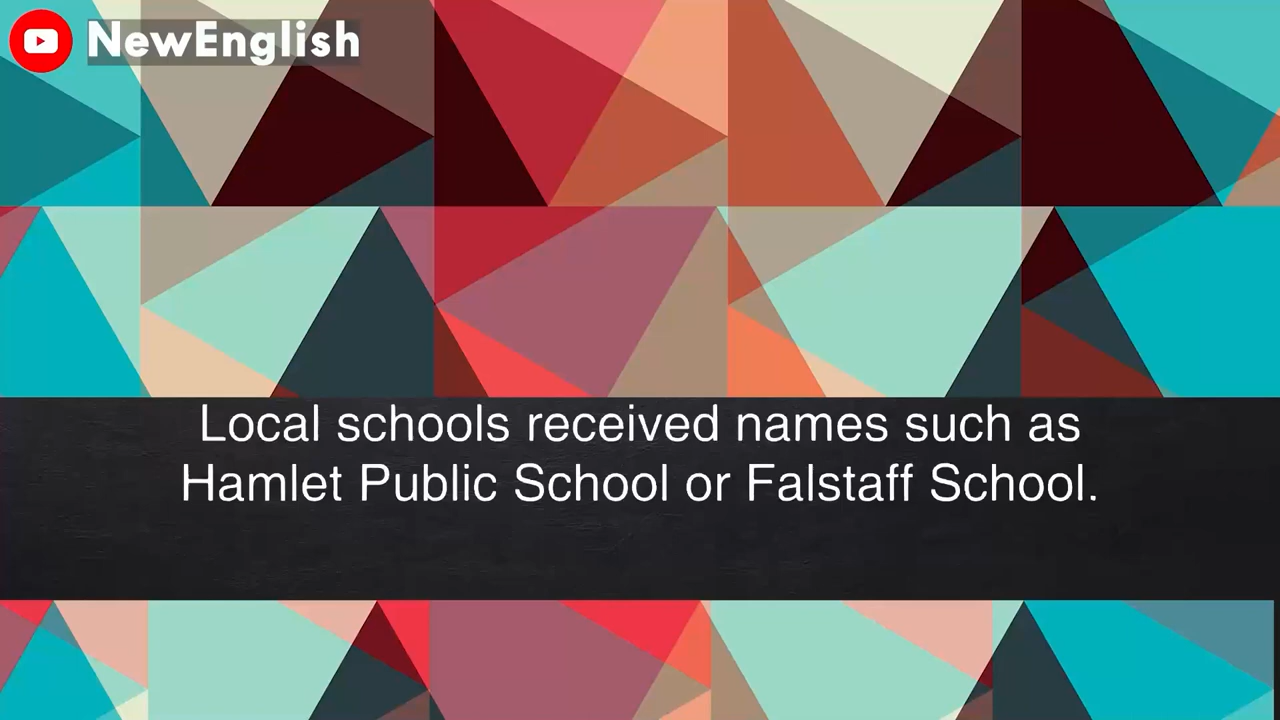 NewEnglish
Local schools received names such as
Hamlet Public School or Falstaff School.